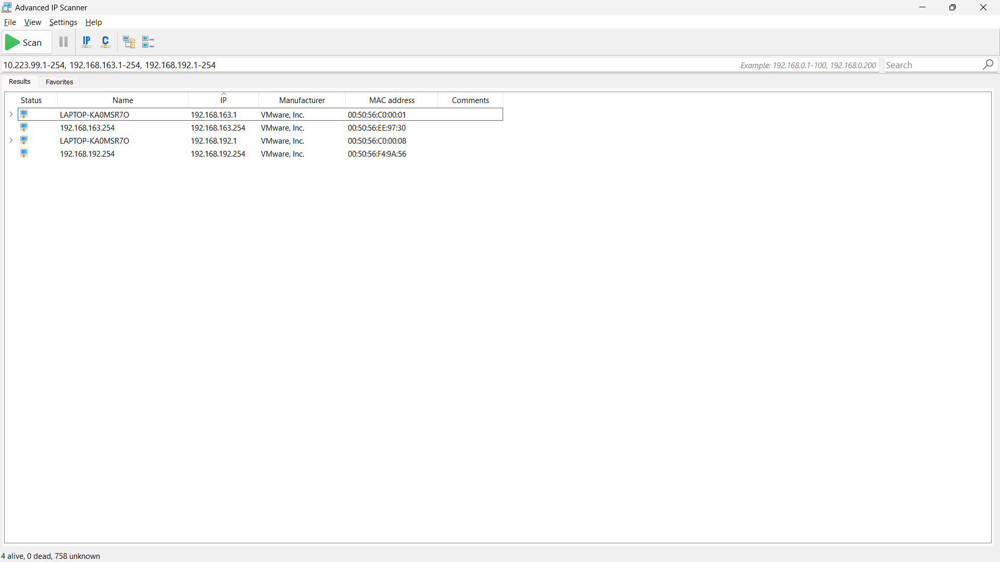 Advanced IP Scanner
File View Settings Help
Scan IP C
10.223.99.1-254, 192.168.163.1-254, 192.168.192.1-254 Example: 192.168.0.1-100, 192.168.0.200 Search
Results Favorites
Status Name IP Manufacturer MAC address Comments
LAPTOP-KA0MSR7O 192.168.163.1 VMware, Inc. 00:50:56:C0:00:01
192.168.163.254 192.168.163.254 VMware, Inc. 00:50:56:EE:97:30
LAPTOP-KA0MSR7O 192.168.192.1 VMware, Inc. 00:50:56:C0:00:08
192.168.192.254 192.168.192.254 VMware, Inc. 00:50:56:F4:9A:56
4 alive, 0 dead, 758 unknown